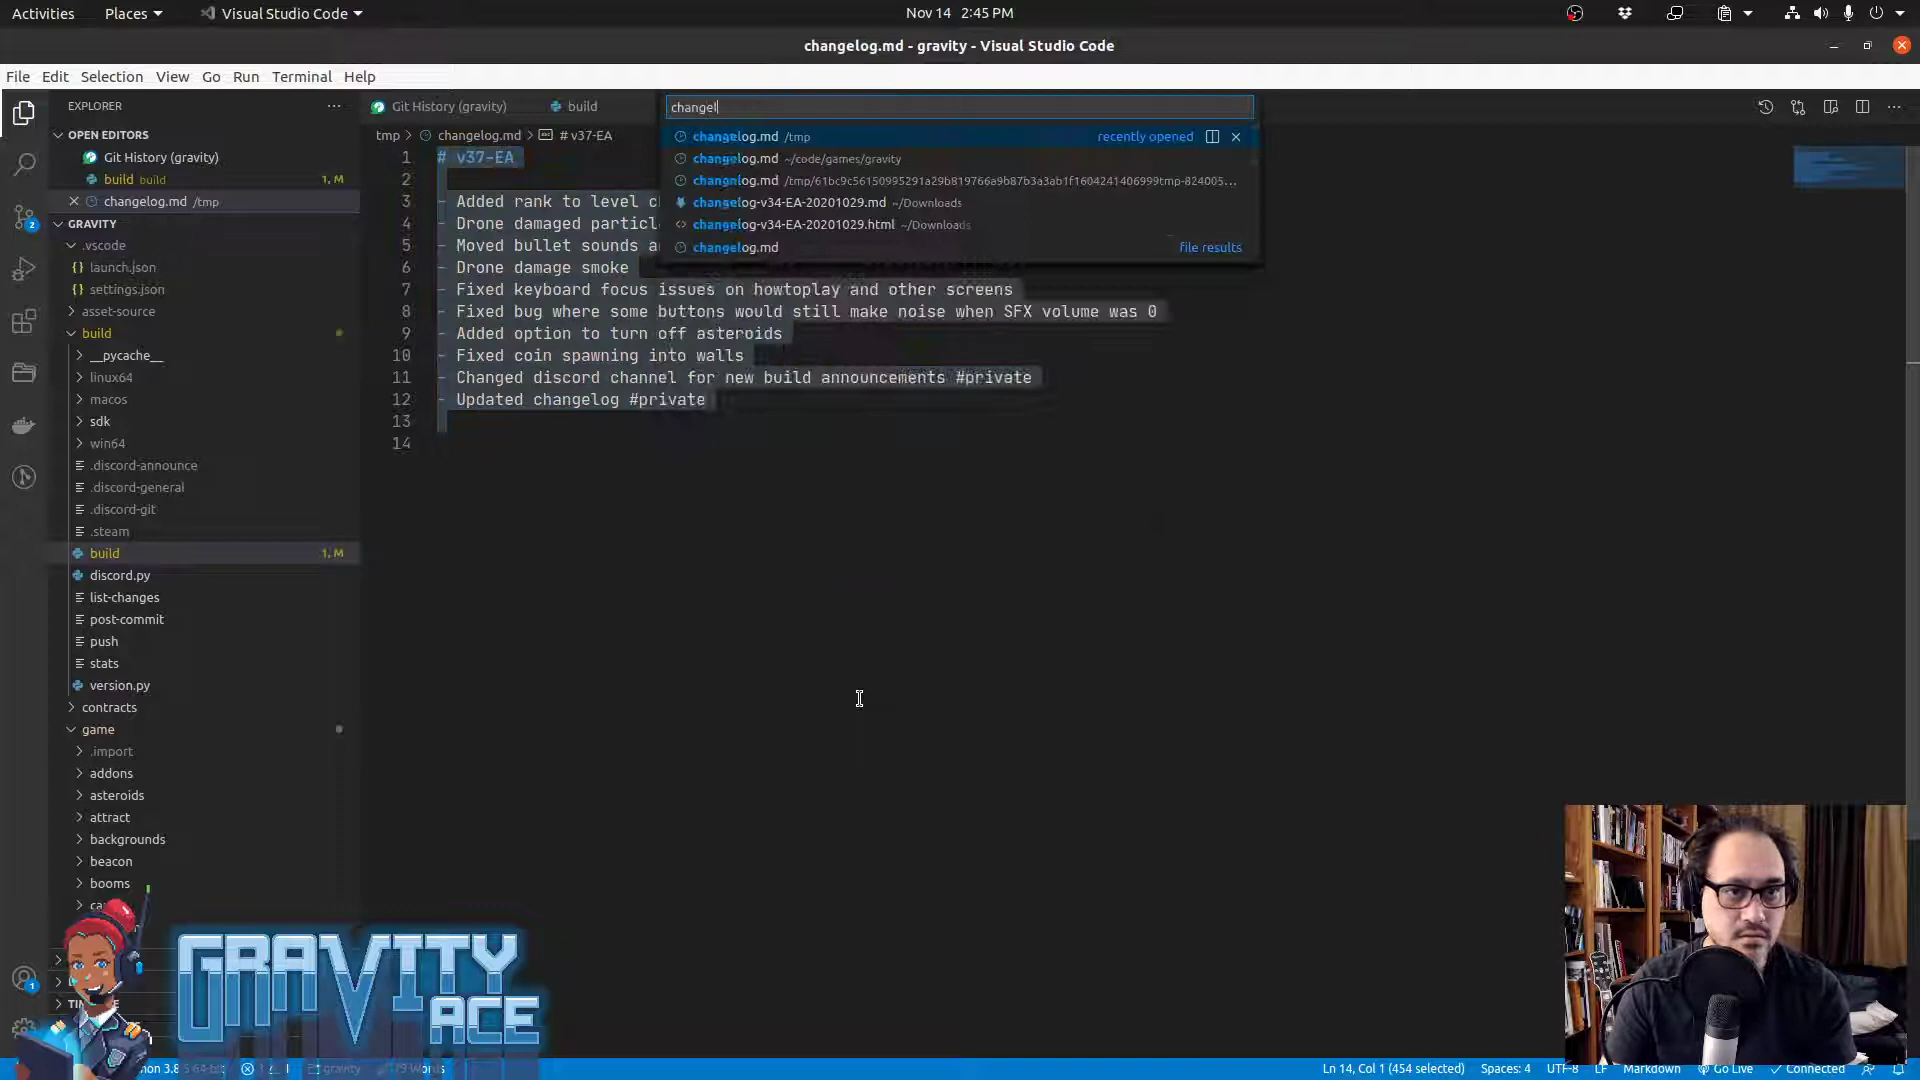 Activities Places Visual Studio Code Nov 14 2:45 PM
changelog.md - gravity - Visual Studio Code
File Edit Selection View Go Run Terminal Help
EXPLORER
OPEN EDITORS
Git History (gravity)
build build 1, M
changelog.md /tmp
GRAVITY
.vscode
launch.json
settings.json
asset-source
build
__pycache__
linux64
macos
sdk
win64
.discord-announce
.discord-general
.discord-git
.steam
build 1, M
discord.py
list-changes
post-commit
push
stats
version.py
contracts
game
.import
addons
asteroids
attract
backgrounds
beacon
booms
2
1
Git History (gravity) build
changel
changelog.md /tmp recently opened
changelog.md ~/code/games/gravity
changelog.md /tmp/61bc9c56150995291a29b819766a9b87b3a3ab1f1604241406999tmp-824005...
changelog-v34-EA-20201029.md ~/Downloads
changelog-v34-EA-20201029.html ~/Downloads
changelog.md file results
tmp > changelog.md > # v37-EA
1 # v37-EA
2
3 - Added rank to level
4 - Drone damaged
5 - Moved bullet sounds
6 - Drone damage smoke
7 - Fixed keyboard focus issues on howtoplay and other screens
8 - Fixed bug where some buttons would still make noise when SFX volume was 0
9 - Added option to turn off asteroids
10 - Fixed coin spawning into walls
11 - Changed discord channel for new build announcements #private
12 - Updated changelog #private
13
14
GRAVITY
ACE
64-bit gravity Words Ln 14, Col 1 (454 selected) Spaces: 4 UTF-8 LF Markdown Go Live Connected